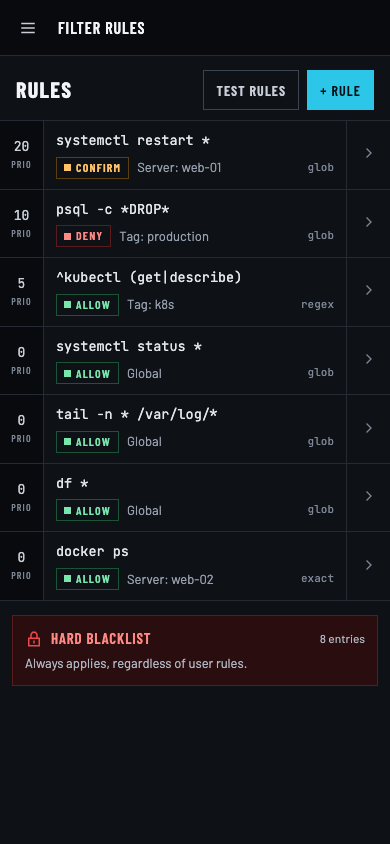 FILTER RULES
RULES
TEST RULES
+ RULE
20
PRIO
systemctl restart *
CONFIRM
Server: web-01
glob
10
PRIO
psql -c *DROP*
DENY
Tag: production
glob
5
PRIO
^kubectl (get|describe)
ALLOW
Tag: k8s
regex
0
PRIO
systemctl status *
ALLOW
Global
glob
0
PRIO
tail -n * /var/log/*
ALLOW
Global
glob
0
PRIO
df *
ALLOW
Global
glob
0
PRIO
docker ps
ALLOW
Server: web-02
exact
HARD BLACKLIST
8 entries
Always applies, regardless of user rules.